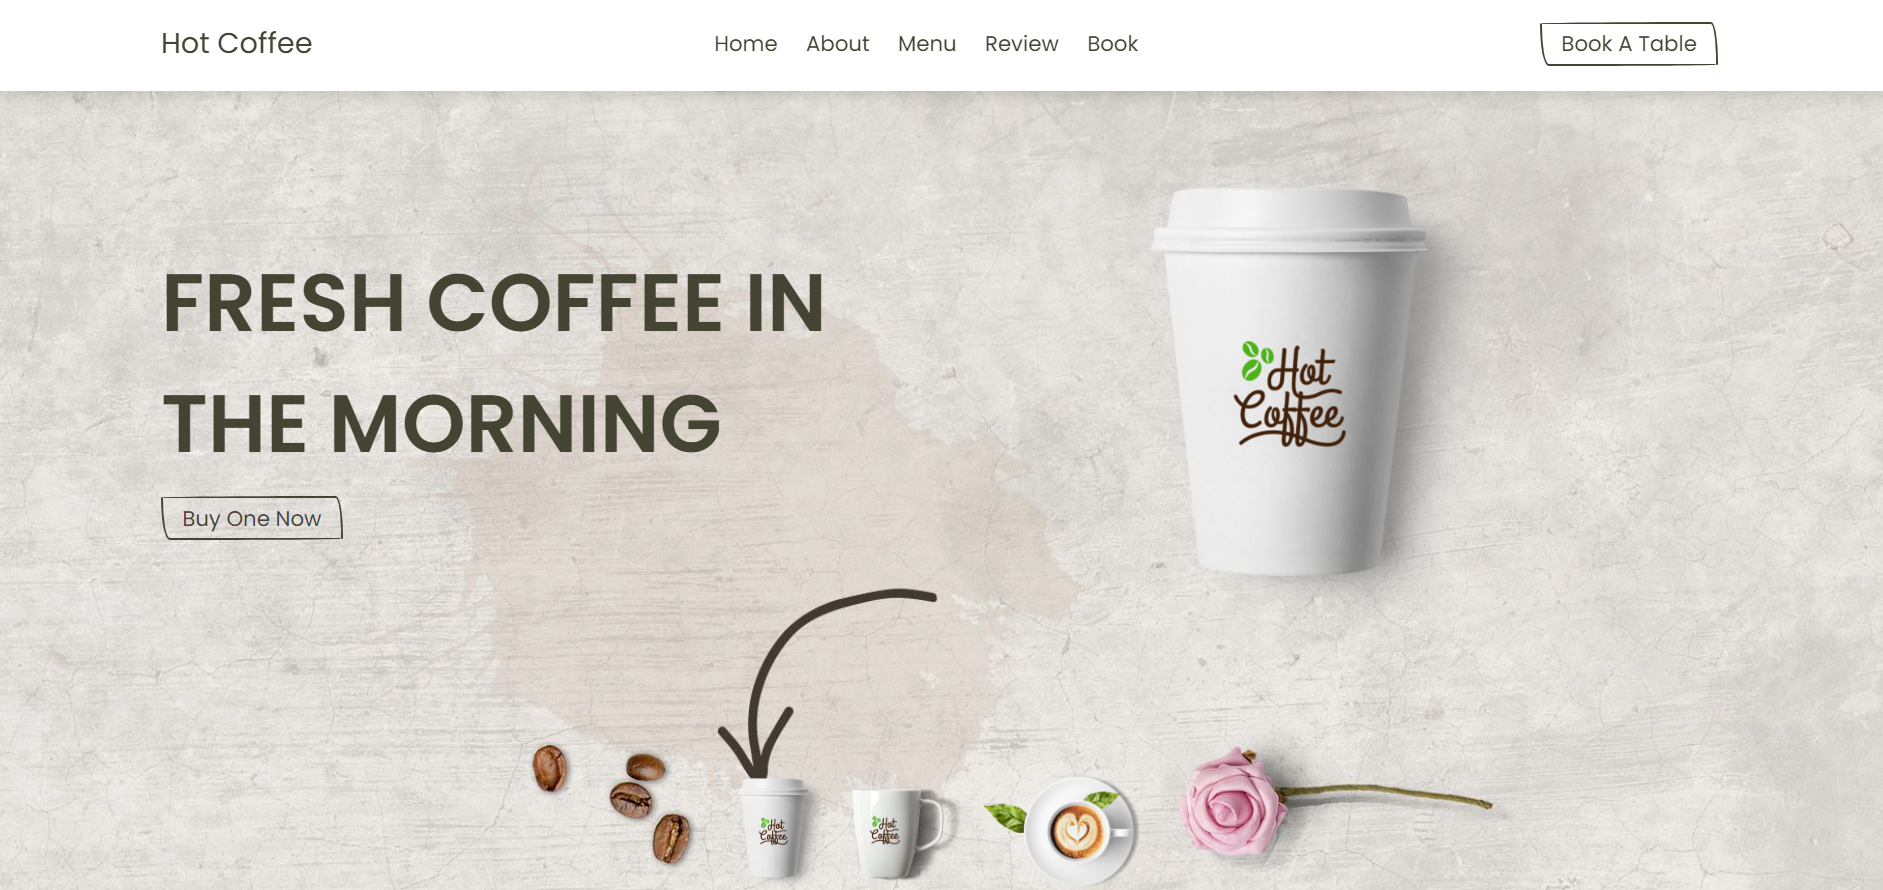 Hot Coffee
Home About Menu Review Book
Book A Table
FRESH COFFEE IN
THE MORNING
Buy One Now
Hot
Coffee
Hot
Coffee
Hot
Coffee